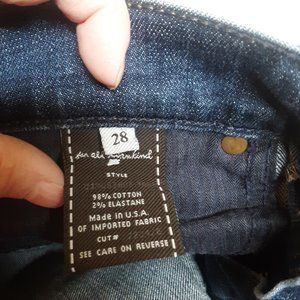 28
for all mankind
STYLE
98% COTTON
2% ELASTANE
Made in U.S.A.
OF IMPORTED FABRIC
CUT#
SEE CARE ON REVERSE